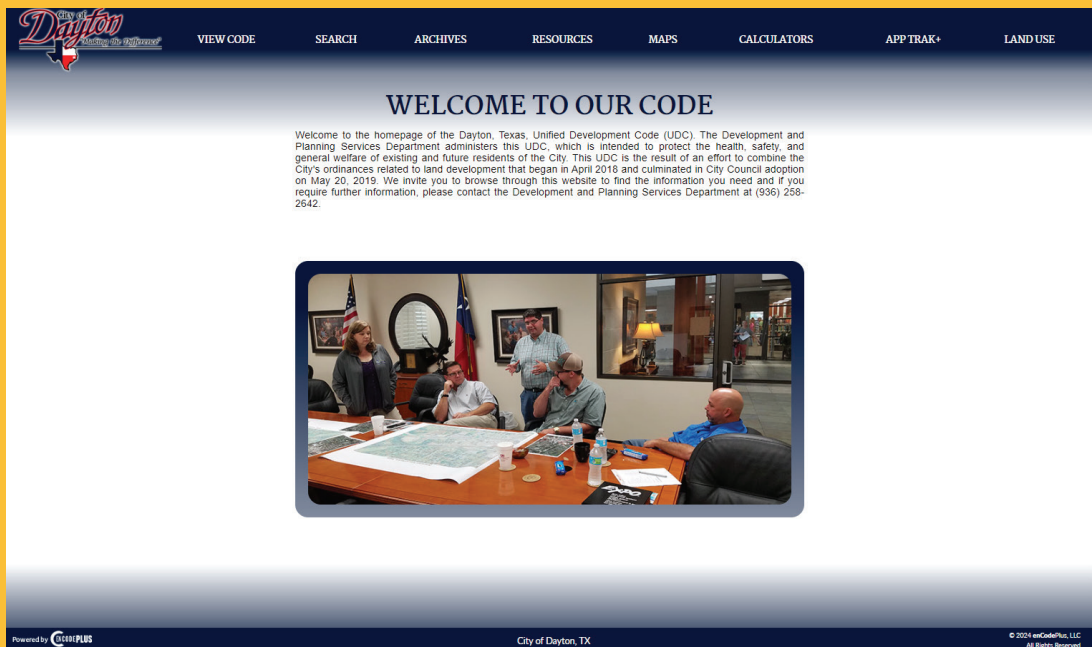 City of
Dayton
Making the Difference
VIEW CODE
SEARCH
ARCHIVES
RESOURCES
MAPS
CALCULATORS
APP TRAK+
LAND USE
WELCOME TO OUR CODE
Welcome to the homepage of the Dayton, Texas, Unified Development Code (UDC). The Development and
Planning Services Department administers this UDC, which is intended to protect the health, safety, and
general welfare of existing and future residents of the City. This UDC is the result of an effort to combine the
City's ordinances related to land development that began in April 2018 and culminated in City Council adoption
on May 20, 2019. We invite you to browse through this website to find the information you need and if you
require further information, please contact the Development and Planning Services Department at (936) 258-
2642.
EXPO
Powered by ENCODEPLUS
City of Dayton, TX
© 2024 enCodePlus, LLC
All Rights Reserved